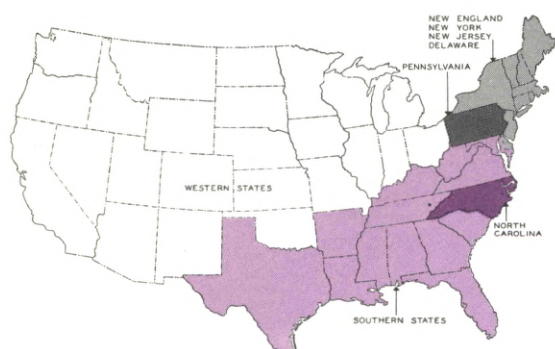 NEW ENGLAND
NEW YORK
NEW JERSEY
DELAWARE
PENNSYLVANIA
WESTERN STATES
NORTH
CAROLINA
SOUTHERN STATES